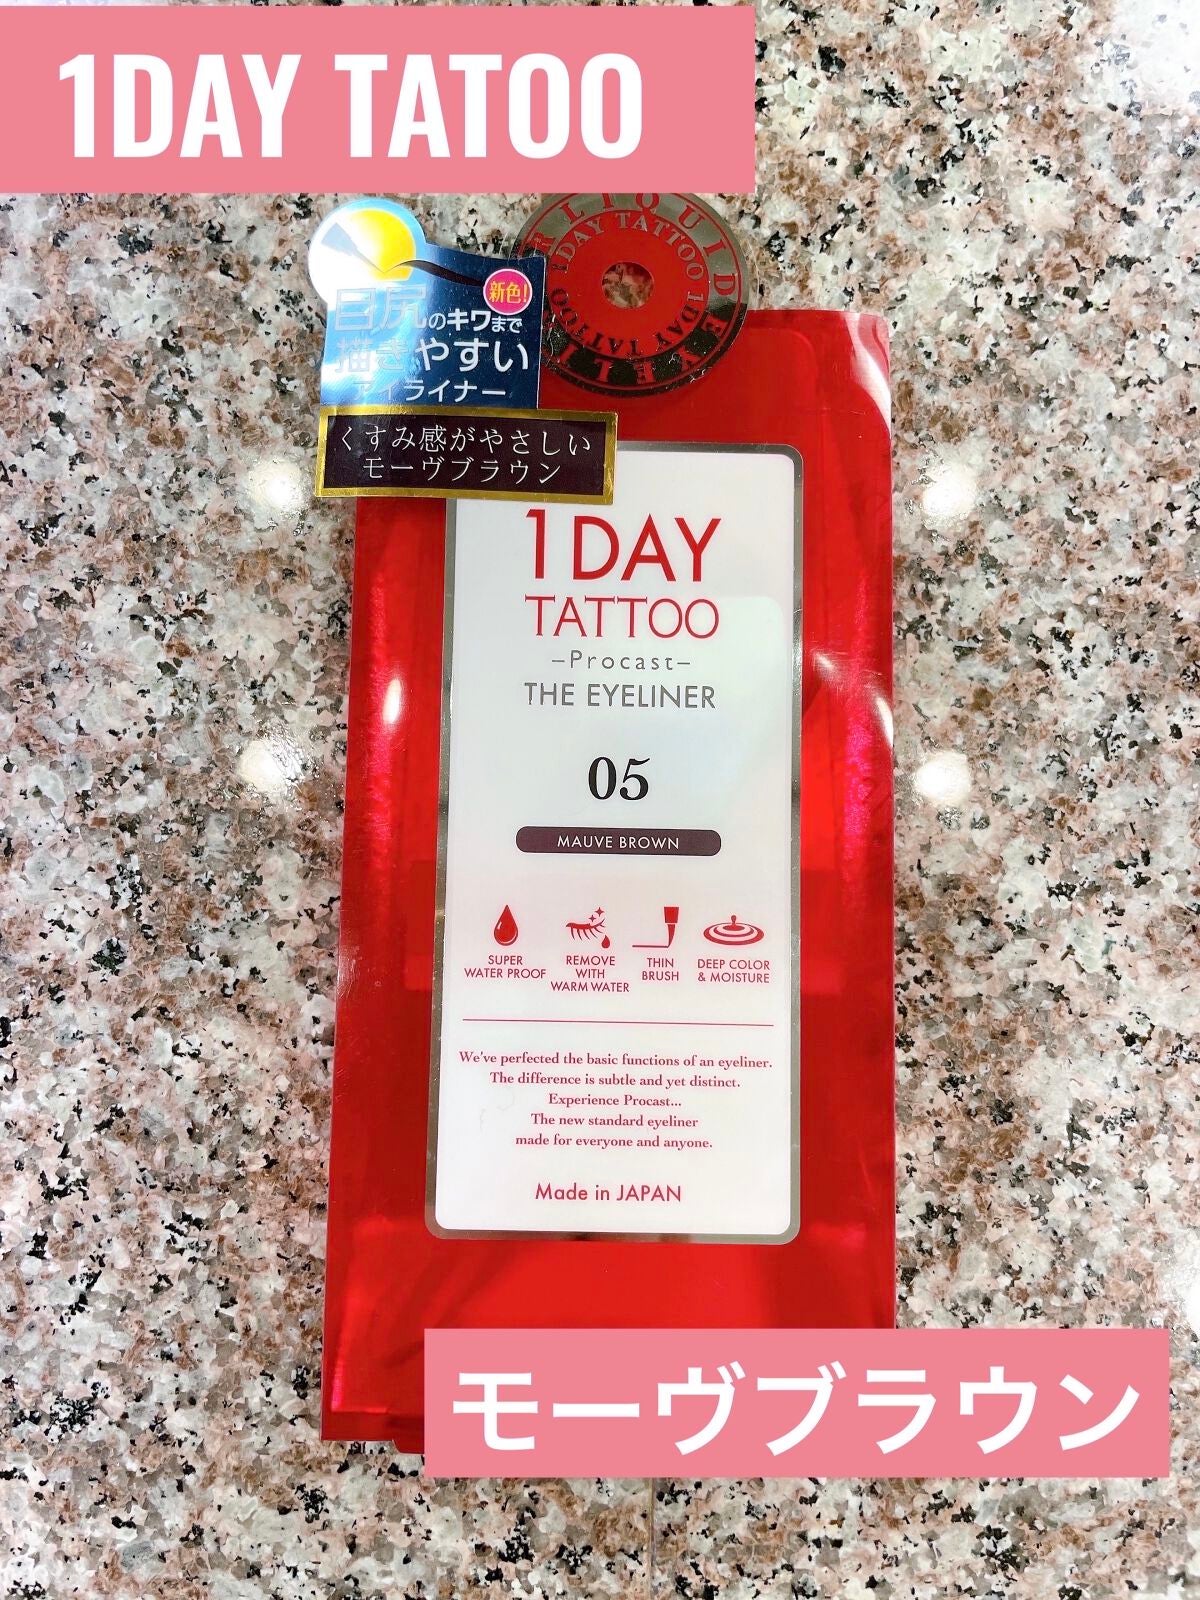 1DAY TATOO
LIQUID EYELINER
1DAY TATTOO 1DAY TATTOO
新色!
目尻のキワまで
描きやすい
アイライナー
くすみ感がやさしい
モーヴブラウン
1DAY
TATTOO
–Procast–
THE EYELINER
05
MAUVE BROWN
SUPER
WATER PROOF
REMOVE
WITH
WARM WATER
THIN
BRUSH
DEEP COLOR
& MOISTURE
We've perfected the basic functions of an eyeliner.
The difference is subtle and yet distinct.
Experience Procast...
The new standard eyeliner
made for everyone and anyone.
Made in JAPAN
モーヴブラウン